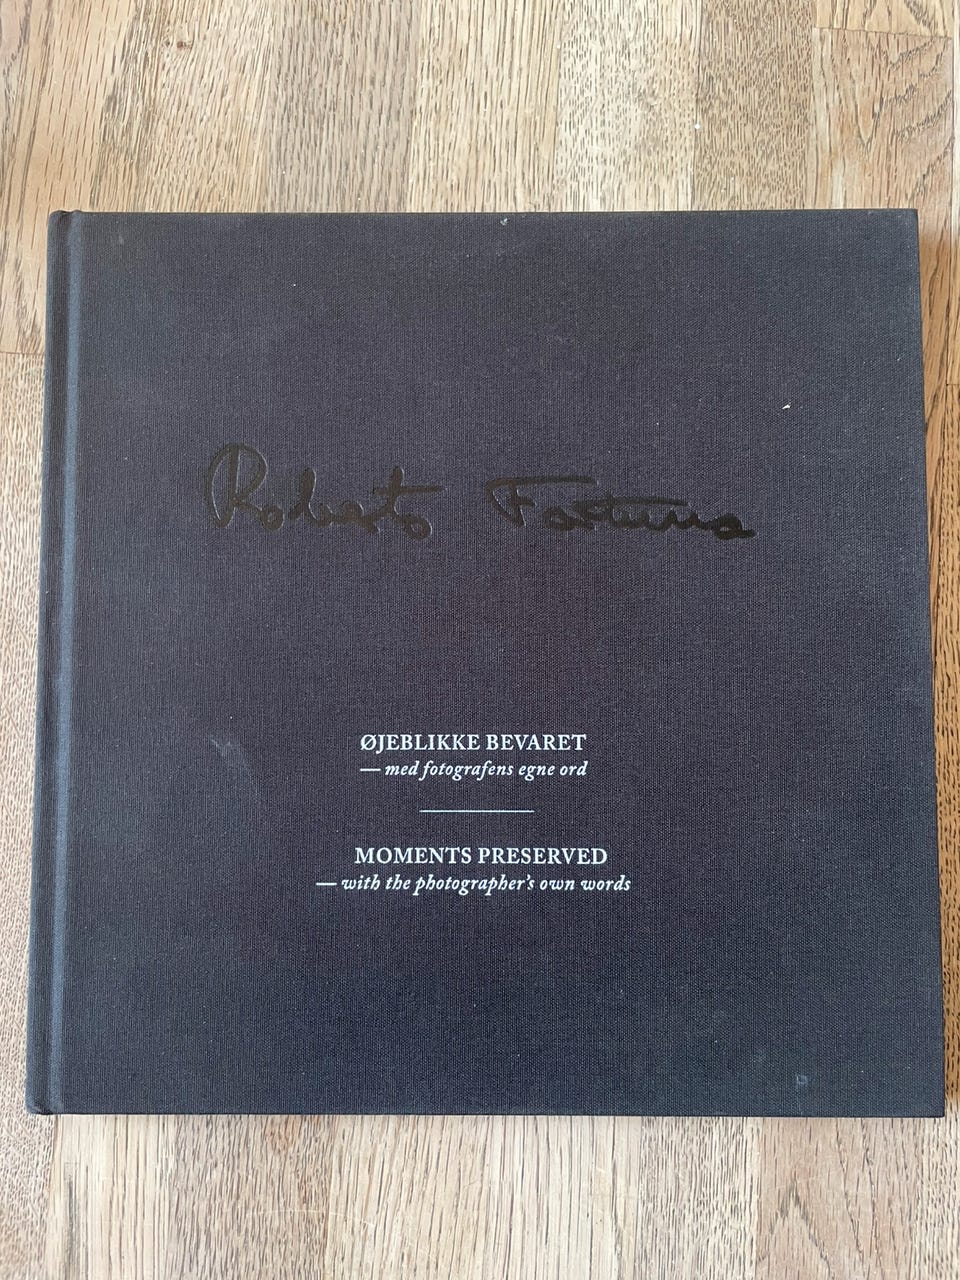 Roberto Fortuna
ØJEBLIKKE BEVARET
— med fotografens egne ord
MOMENTS PRESERVED
— with the photographer's own words